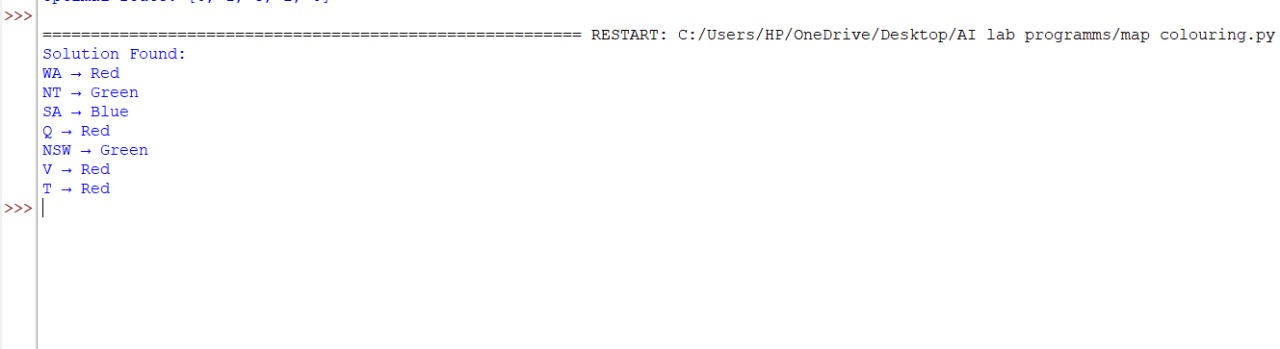 >>>
======================================================== RESTART: C:/Users/HP/OneDrive/Desktop/AI lab programms/map colouring.py
Solution Found:
WA → Red
NT → Green
SA → Blue
Q → Red
NSW → Green
V → Red
T → Red
>>>